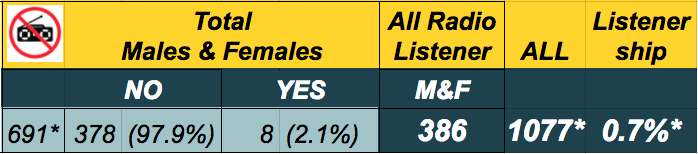 Total
Males & Females
All Radio
Listener
ALL
Listener
ship
NO YES M&F
691* 378 (97.9%) 8 (2.1%) 386 1077* 0.7%*